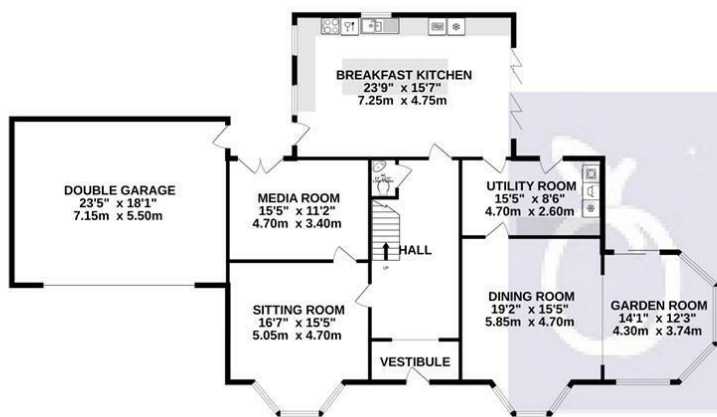 BREAKFAST KITCHEN
23'9" x 15'7"
7.25m x 4.75m
DOUBLE GARAGE
23'5" x 18'1"
7.15m x 5.50m
MEDIA ROOM
15'5" x 11'2"
4.70m x 3.40m
UTILITY ROOM
15'5" x 8'6"
4.70m x 2.60m
HALL
UP
SITTING ROOM
16'7" x 15'5"
5.05m x 4.70m
DINING ROOM
19'2" x 15'5"
5.85m x 4.70m
GARDEN ROOM
14'1" x 12'3"
4.30m x 3.74m
VESTIBULE